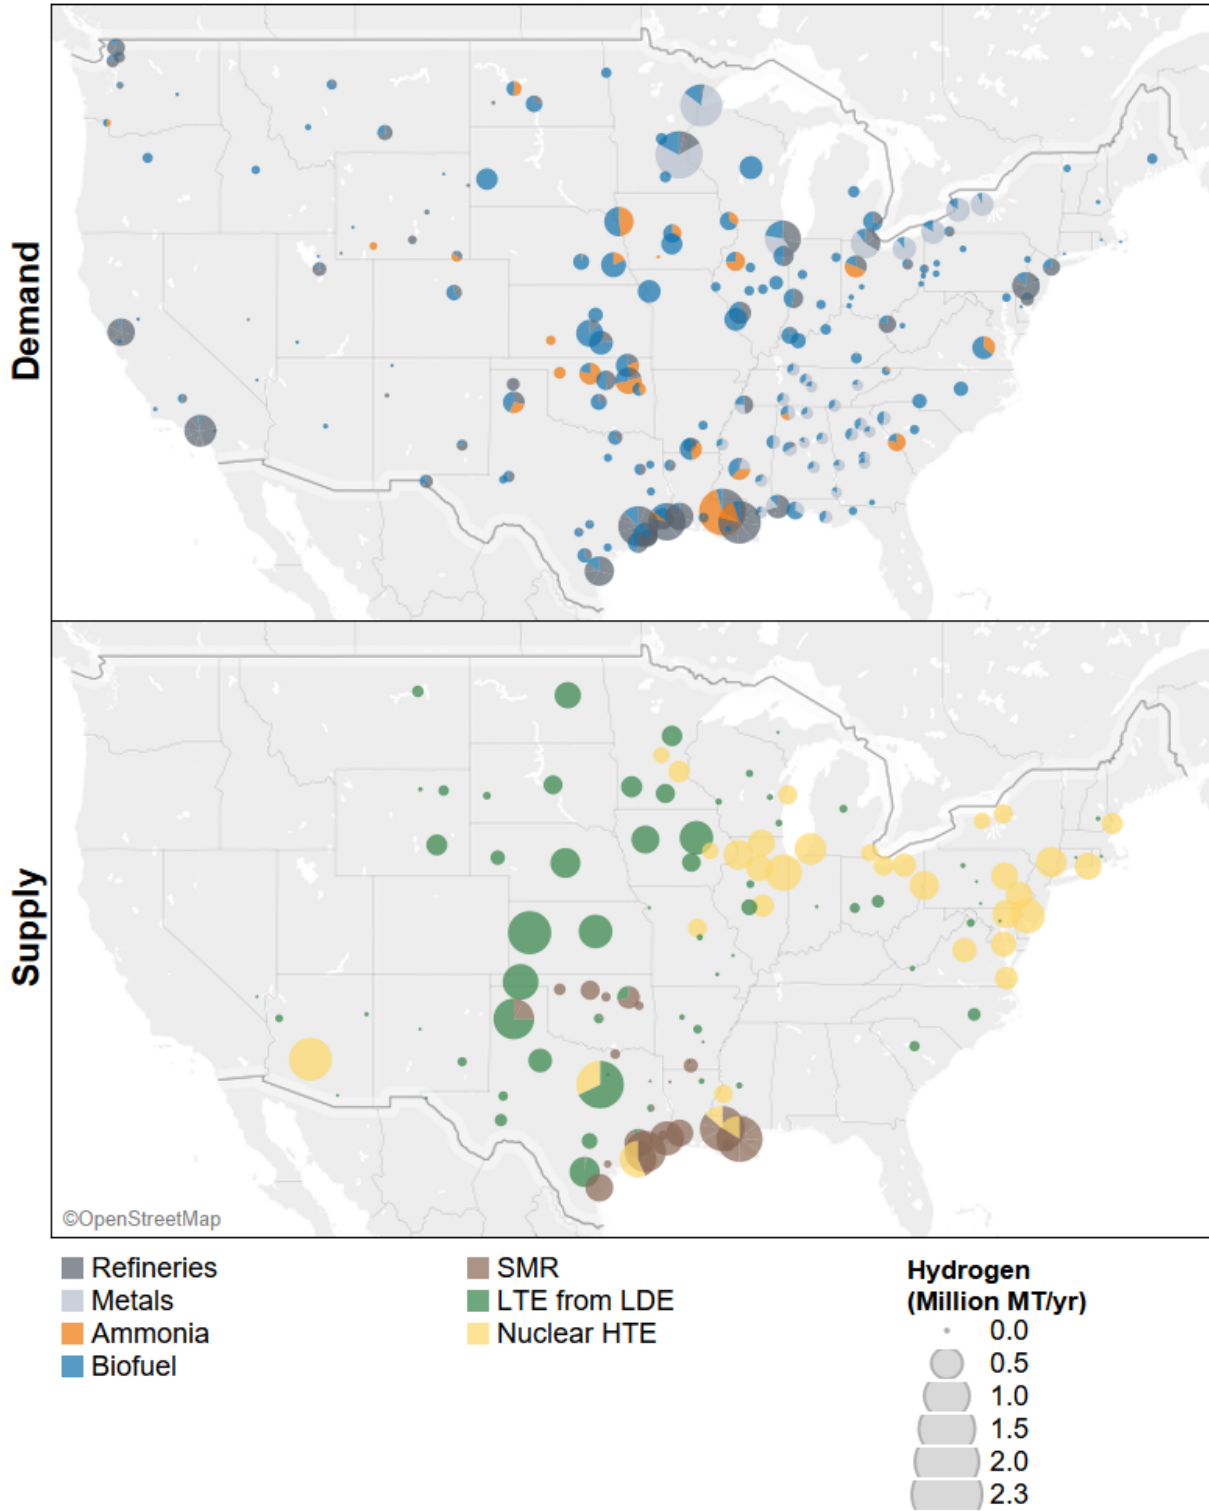 Demand
Supply
©OpenStreetMap
Refineries
Metals
Ammonia
Biofuel
SMR
LTE from LDE
Nuclear HTE
Hydrogen
(Million MT/yr)
0.0
0.5
1.0
1.5
2.0
2.3